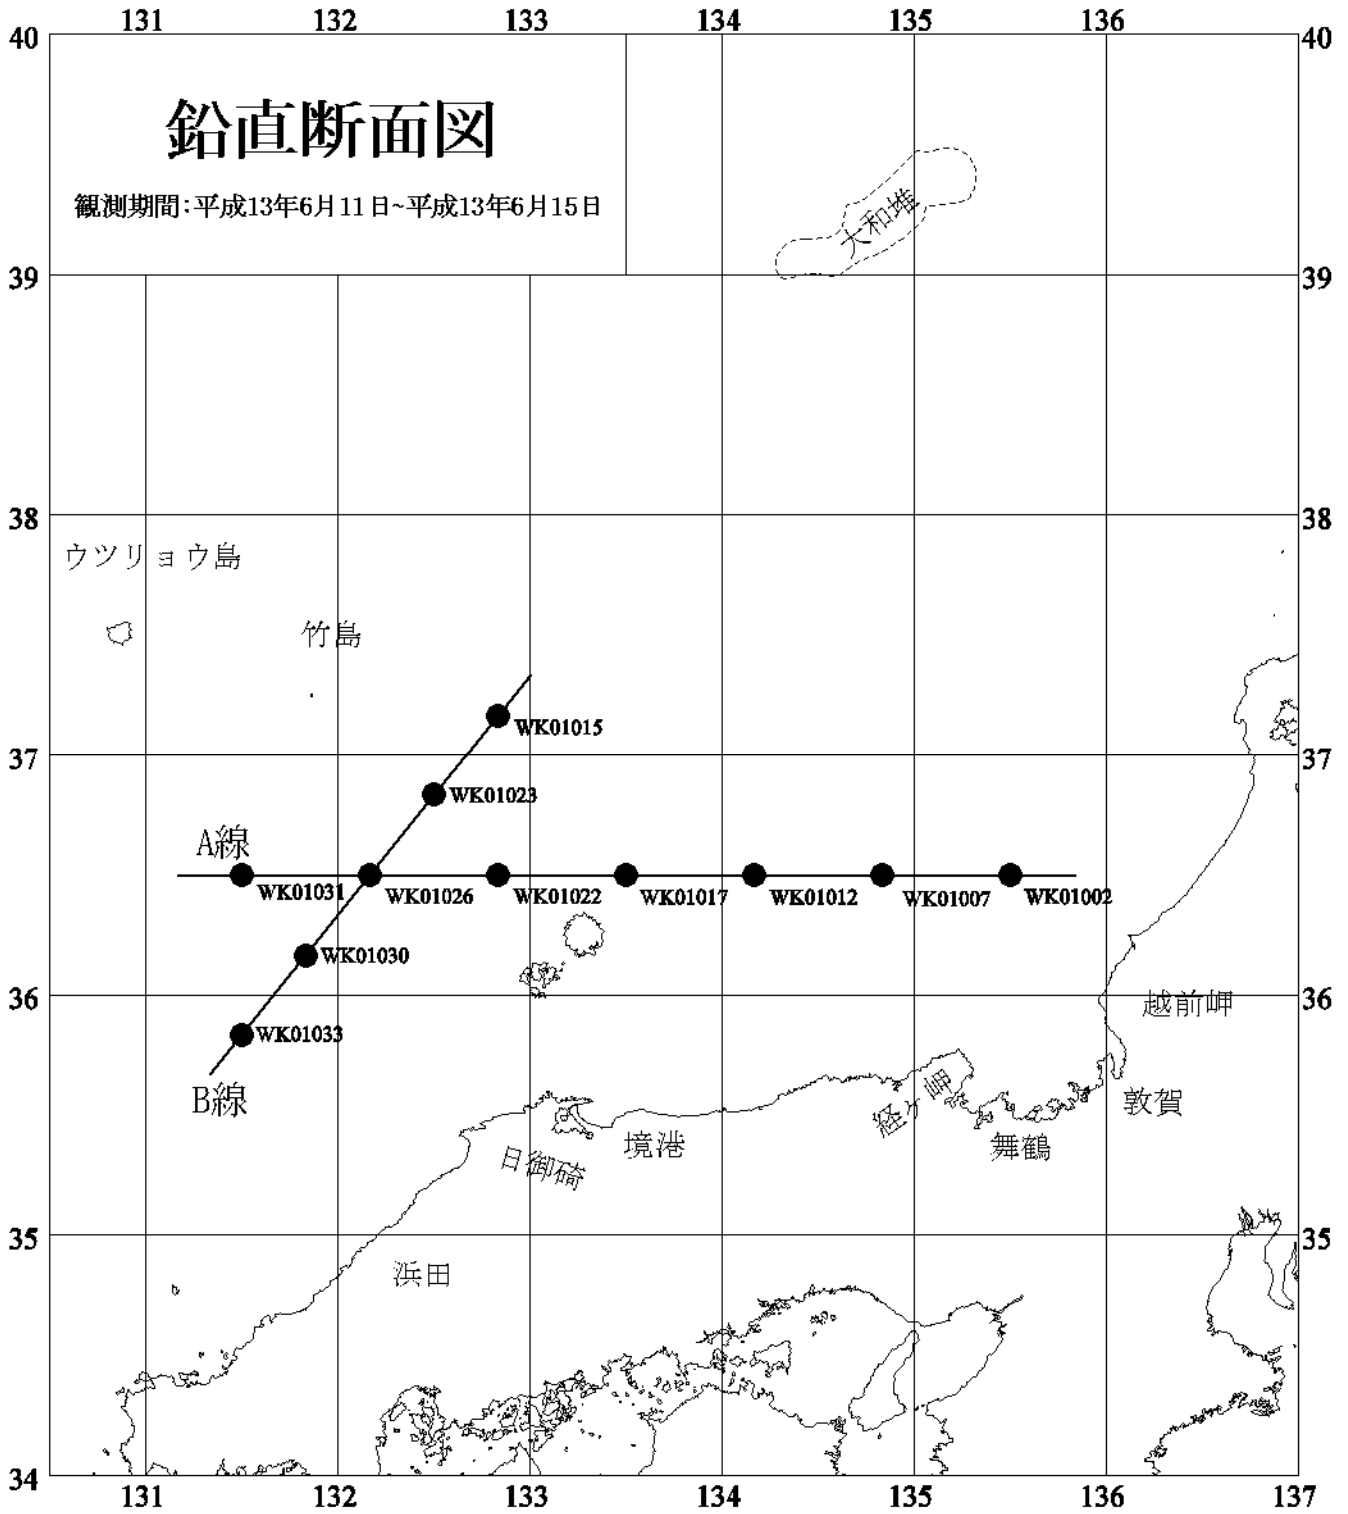 131 132 133 134 135 136
40 40
鉛直断面図
観測期間:平成13年6月11日~平成13年6月15日
大和堆
39 39
38 38
ウツリョウ島
竹島
WK01015
37 37
WK01023
A線
WK01031 WK01026 WK01022 WK01017 WK01012 WK01007 WK01002
WK01030
36 36
越前岬
WK01033
B線
経ヶ岬
敦賀
境港
舞鶴
日御碕
35 35
浜田
34
131 132 133 134 135 136 137